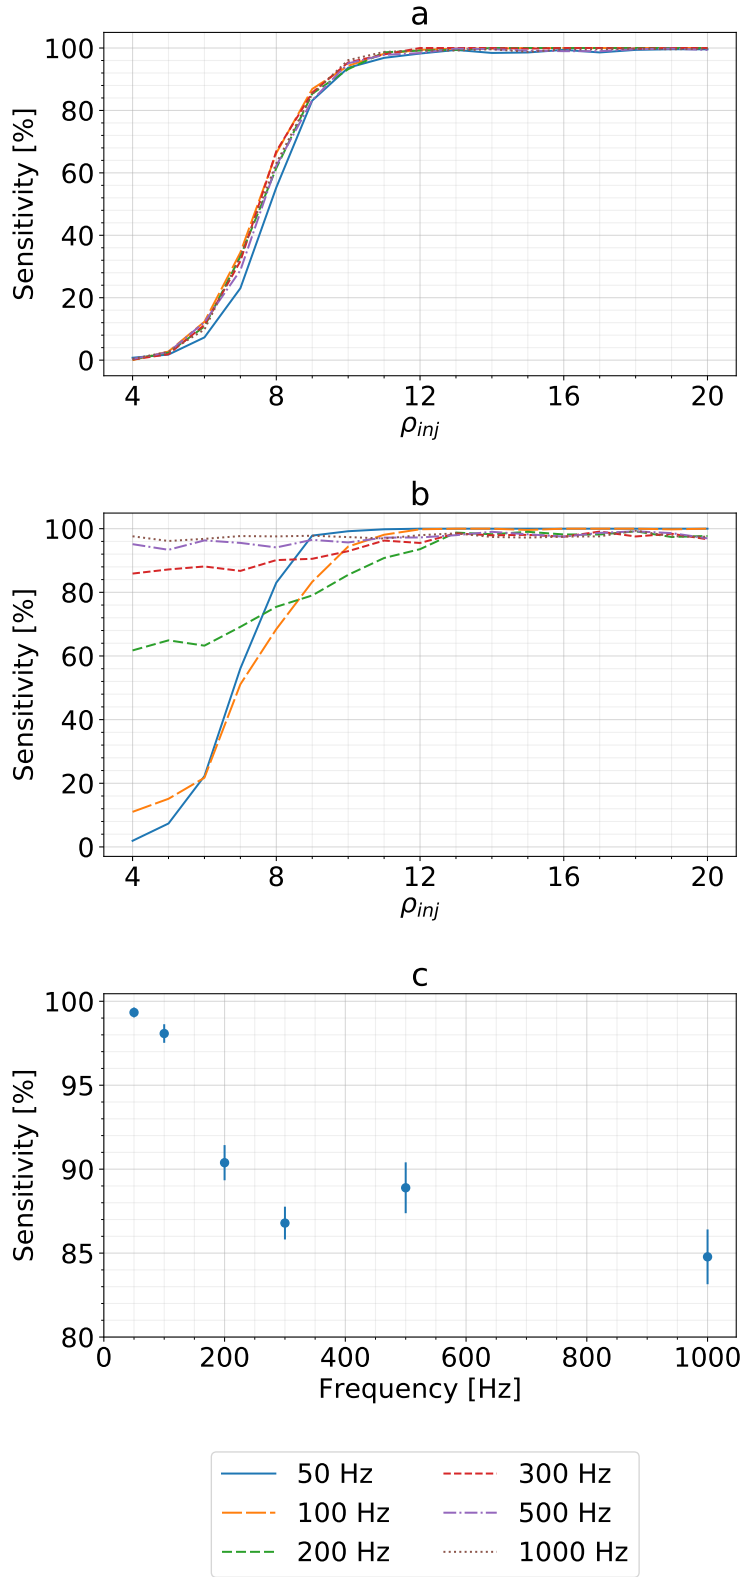 a
100
80
60
40
20
0
Sensitivity [%]
4 8 12 16 20
ρinj
b
100
80
60
40
20
0
Sensitivity [%]
4 8 12 16 20
ρinj
c
100
95
90
85
80
Sensitivity [%]
0 200 400 600 800 1000
Frequency [Hz]
50 Hz 300 Hz
100 Hz 500 Hz
200 Hz 1000 Hz